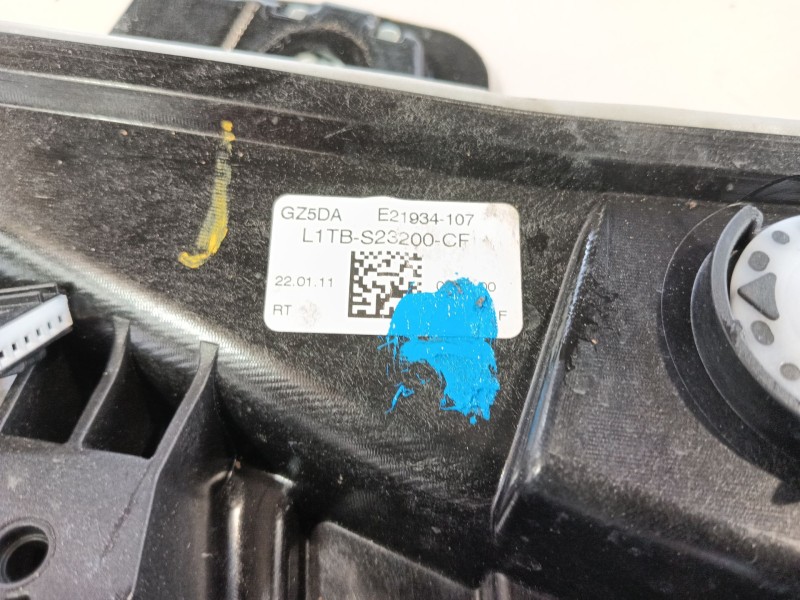 GZ5DA E21934-107
L1TB-S23200-CF
22.01.11
RT